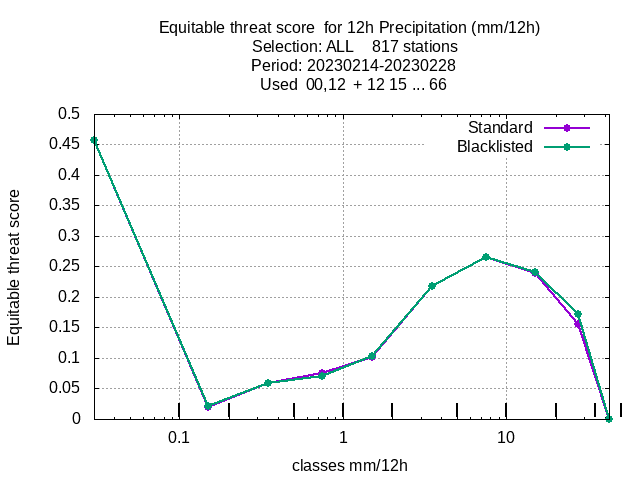 Equitable threat score  for 12h Precipitation (mm/12h)
Selection: ALL    817 stations
Period: 20230214-20230228
Used  00,12  + 12 15 ... 66
Standard
Blacklisted
Equitable threat score
0.5
0.45
0.4
0.35
0.3
0.25
0.2
0.15
0.1
0.05
0
0.1
1
10
classes mm/12h